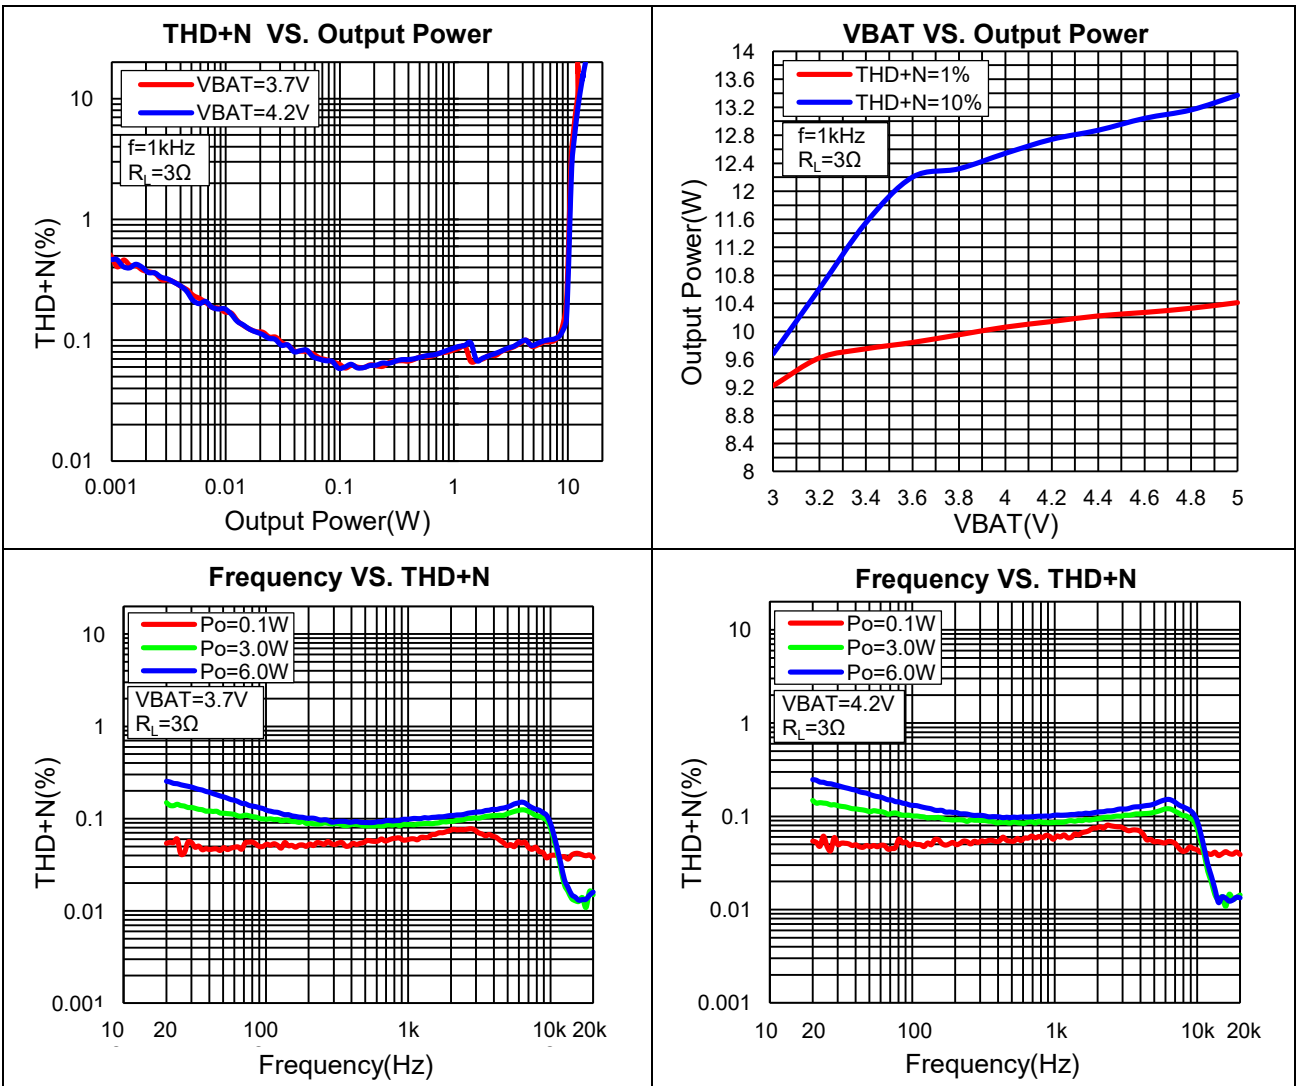 THD+N VS. Output Power
VBAT=3.7V
VBAT=4.2V
f=1kHz
RL=3Ω
10
1
0.1
0.01
THD+N(%)
0.001 0.01 0.1 1 10
Output Power(W)
VBAT VS. Output Power
THD+N=1%
THD+N=10%
f=1kHz
RL=3Ω
14
13.6
13.2
12.8
12.4
12
11.6
11.2
10.8
10.4
10
9.6
9.2
8.8
8.4
8
Output Power(W)
3 3.2 3.4 3.6 3.8 4 4.2 4.4 4.6 4.8 5
VBAT(V)
Frequency VS. THD+N
Po=0.1W
Po=3.0W
Po=6.0W
VBAT=3.7V
RL=3Ω
10
1
0.1
0.01
0.001
THD+N(%)
10 20 100 1k 10k 20k
Frequency(Hz)
Frequency VS. THD+N
Po=0.1W
Po=3.0W
Po=6.0W
VBAT=4.2V
RL=3Ω
10
1
0.1
0.01
0.001
THD+N(%)
10 20 100 1k 10k 20k
Frequency(Hz)